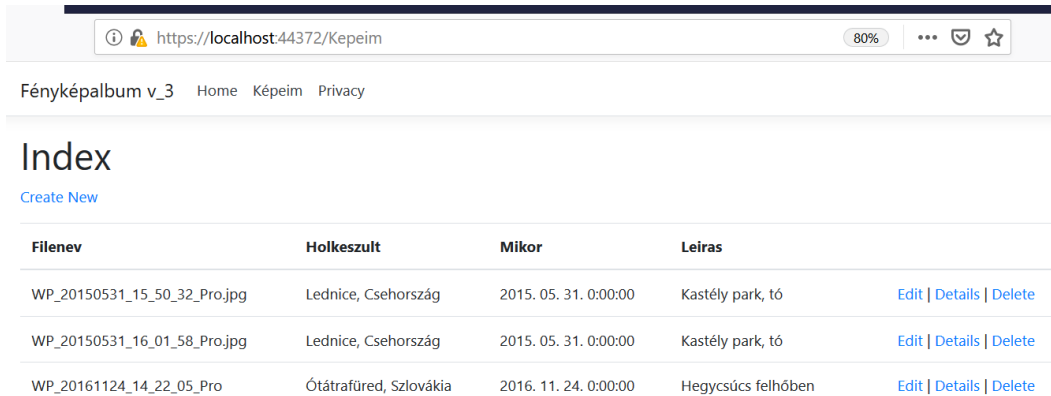 https://localhost:44372/Kepeim 80%
Fényképalbum v_3 Home Képeim Privacy
Index
Create New
Filenev Holkeszult Mikor Leiras
WP_20150531_15_50_32_Pro.jpg Lednice, Csehország 2015. 05. 31. 0:00:00 Kastély park, tó Edit | Details | Delete
WP_20150531_16_01_58_Pro.jpg Lednice, Csehország 2015. 05. 31. 0:00:00 Kastély park, tó Edit | Details | Delete
WP_20161124_14_22_05_Pro Ótátrafüred, Szlovákia 2016. 11. 24. 0:00:00 Hegycsúcs felhőben Edit | Details | Delete